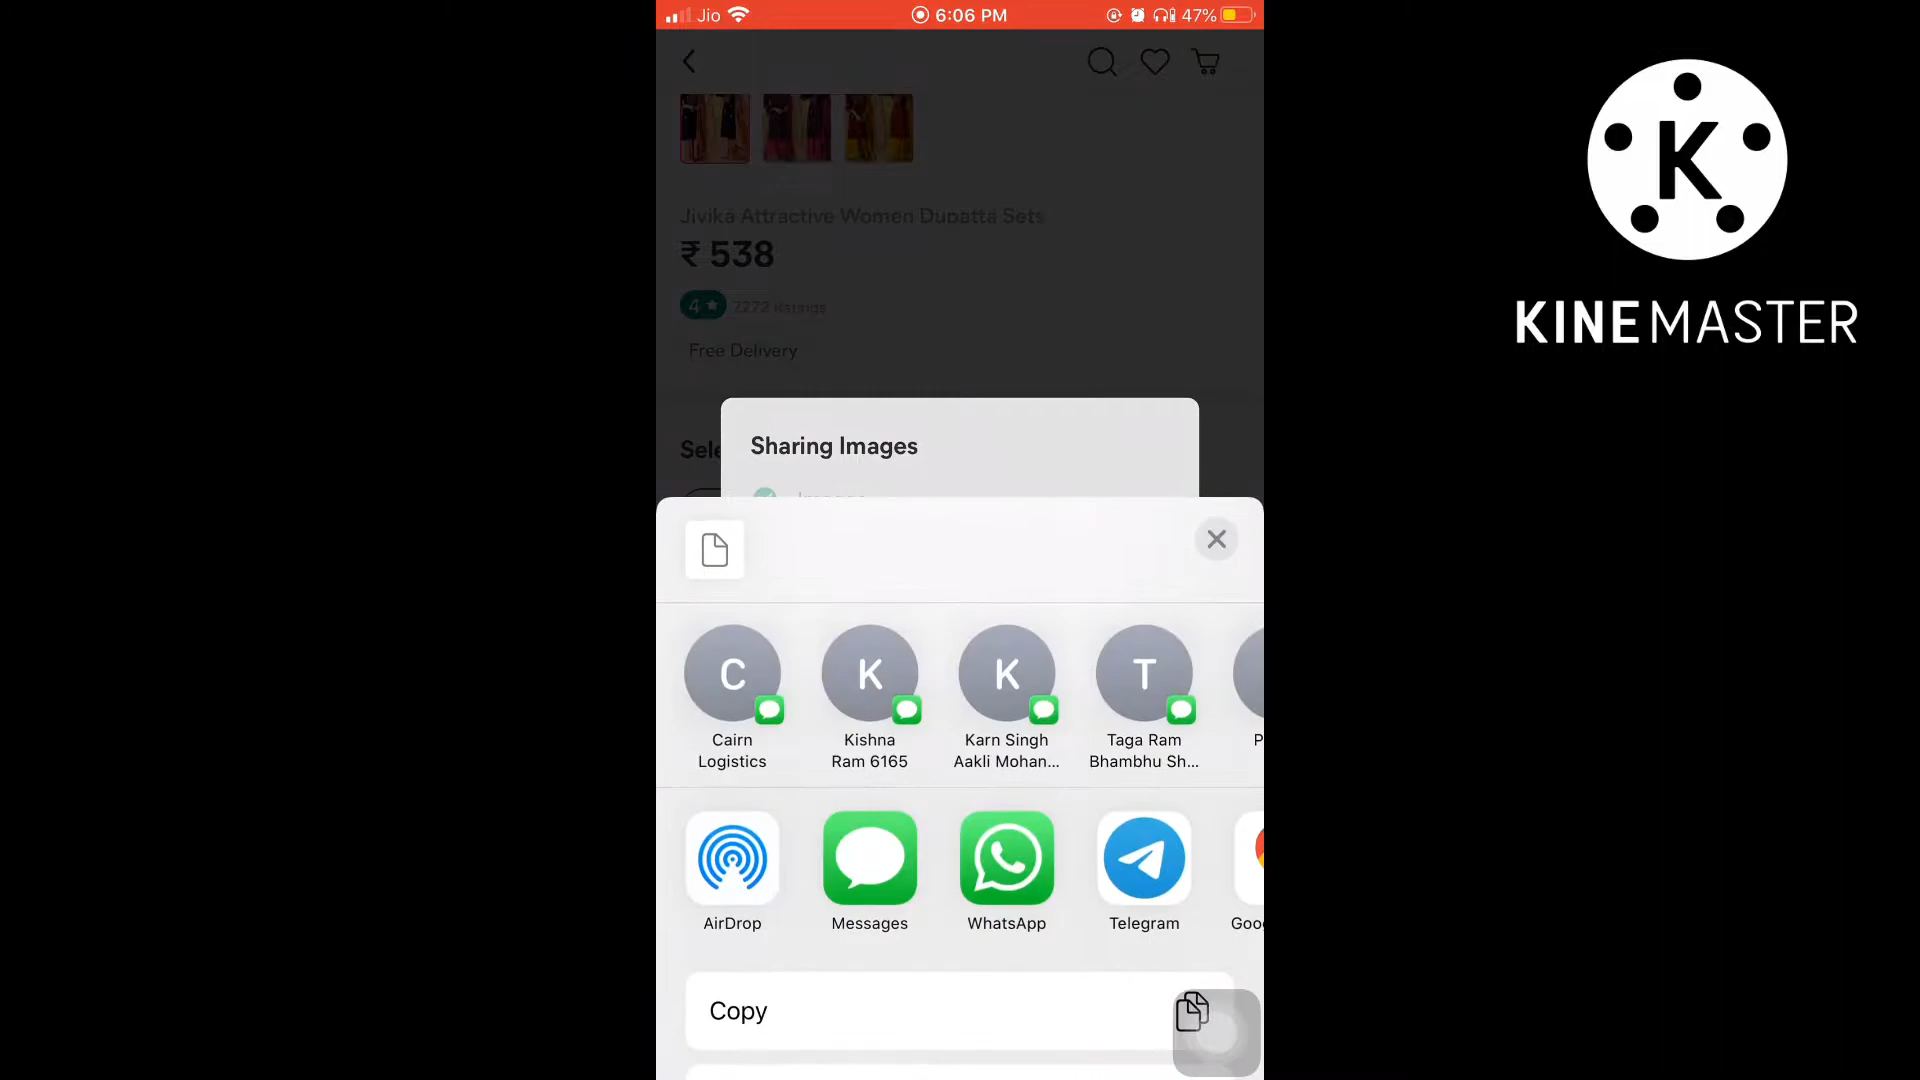 Jio
6:06 PM
47%
Jivika Attractive Women Dupatta Sets
₹ 538
4 ★ 7272 Ratings
Free Delivery
Sele
Sharing Images
Images
C
K
K
T
Cairn
Logistics
Kishna
Ram 6165
Karn Singh
Aakli Mohan...
Taga Ram
Bhambhu Sh...
P
AirDrop
Messages
WhatsApp
Telegram
Goo
Copy
K
KINEMASTER